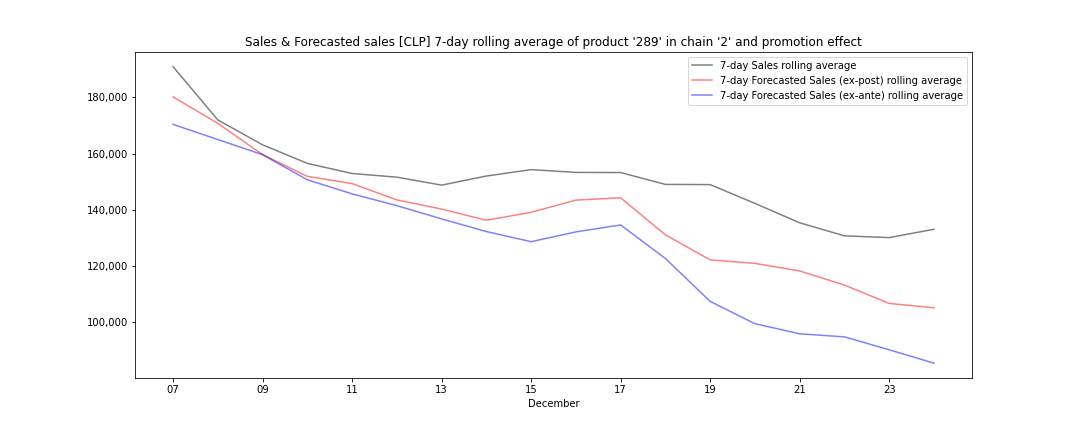 Sales & Forecasted sales [CLP] 7-day rolling average of product '289' in chain '2' and promotion effect
7-day Sales rolling average
7-day Forecasted Sales (ex-post) rolling average
7-day Forecasted Sales (ex-ante) rolling average
180,000
160,000
140,000
120,000
100,000
07 09 11 13 15 17 19 21 23
December